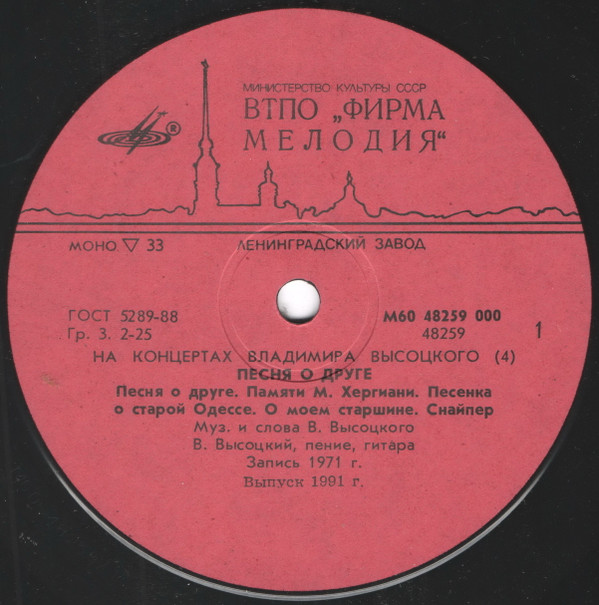 МИНИСТЕРСТВО КУЛЬТУРЫ СССР
ВТПО „ФИРМА
МЕЛОДИЯ“
®
МОНО ▽ 33 ЛЕНИНГРАДСКИЙ ЗАВОД
ГОСТ 5289-88 М60 48259 000
Гр. 3. 2-25 48259 1
НА КОНЦЕРТАХ ВЛАДИМИРА ВЫСОЦКОГО (4)
ПЕСНЯ О ДРУГЕ
Песня о друге. Памяти М. Хергиани. Песенка
о старой Одессе. О моем старшине. Снайпер
Муз. и слова В. Высоцкого
В. Высоцкий, пение, гитара
Запись 1971 г.
Выпуск 1991 г.